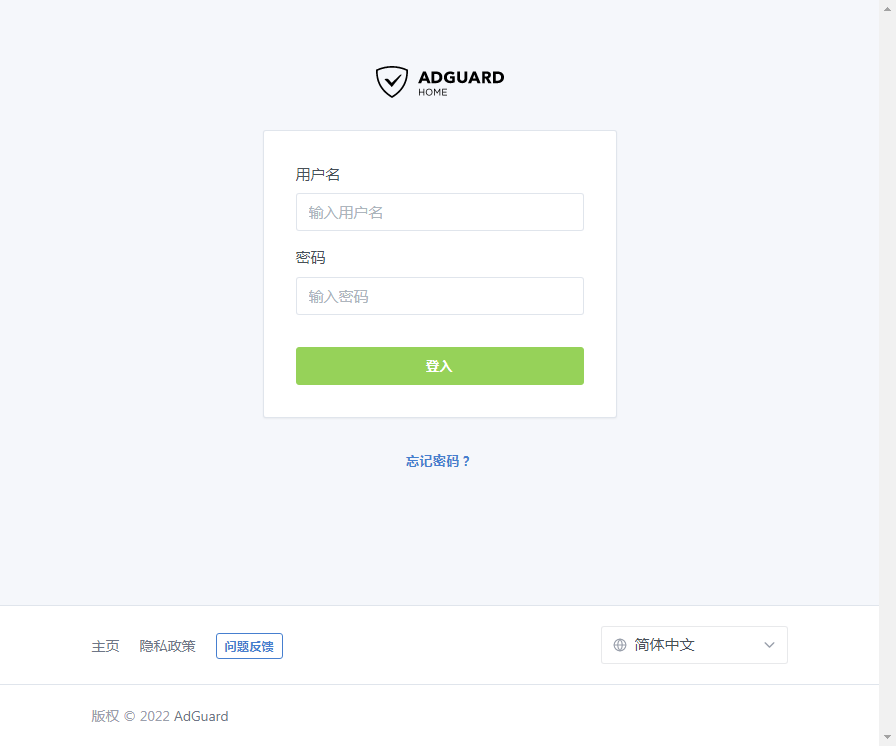 ADGUARD
HOME
用户名
输入用户名
密码
输入密码
登入
忘记密码？
主页 隐私政策 问题反馈 简体中文
版权 © 2022 AdGuard